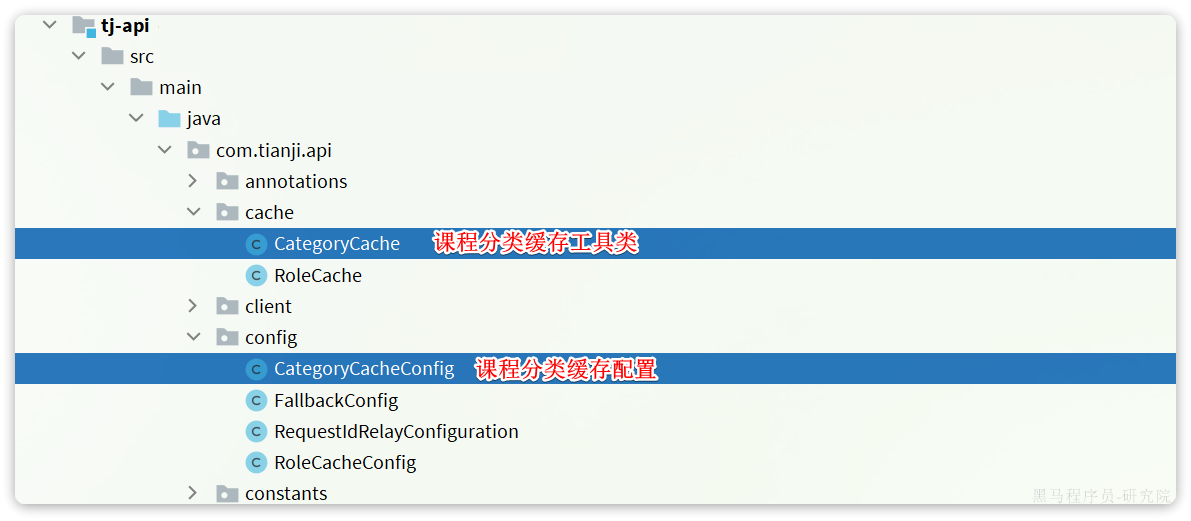 tj-api
src
main
java
com.tianji.api
annotations
cache
C CategoryCache 课程分类缓存工具类
C RoleCache
client
config
C CategoryCacheConfig 课程分类缓存配置
C FallbackConfig
C RequestIdRelayConfiguration
C RoleCacheConfig
constants
黑马程序员-研究院